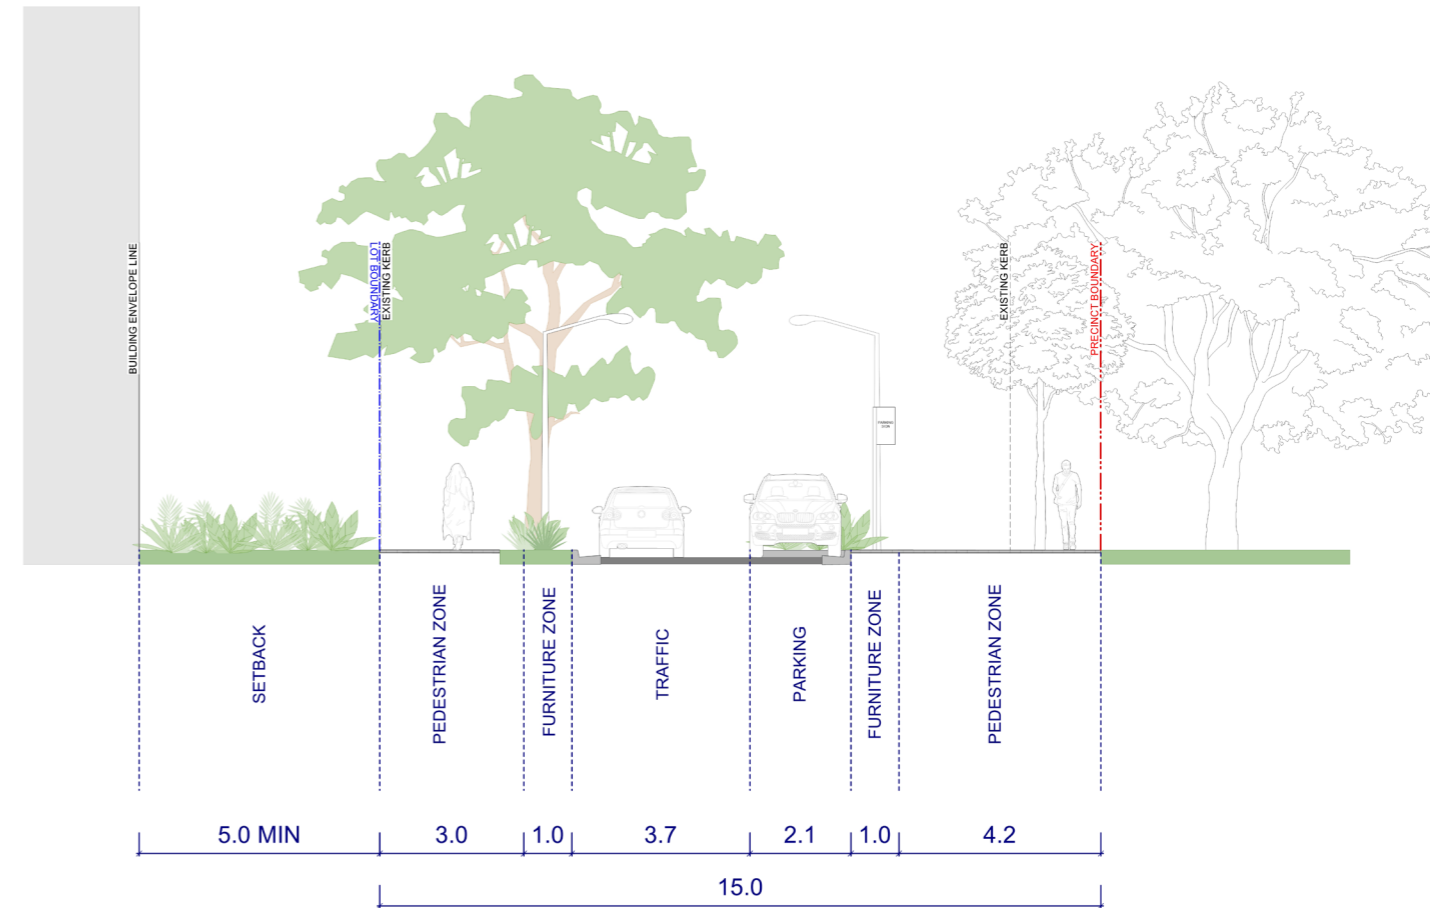 BUILDING ENVELOPE LINE
LOT BOUNDARY
EXISTING KERB
EXISTING KERB
PRECINCT BOUNDARY
SETBACK
PEDESTRIAN ZONE
FURNITURE ZONE
TRAFFIC
PARKING
FURNITURE ZONE
PEDESTRIAN ZONE
5.0 MIN
3.0
1.0
3.7
2.1
1.0
4.2
15.0